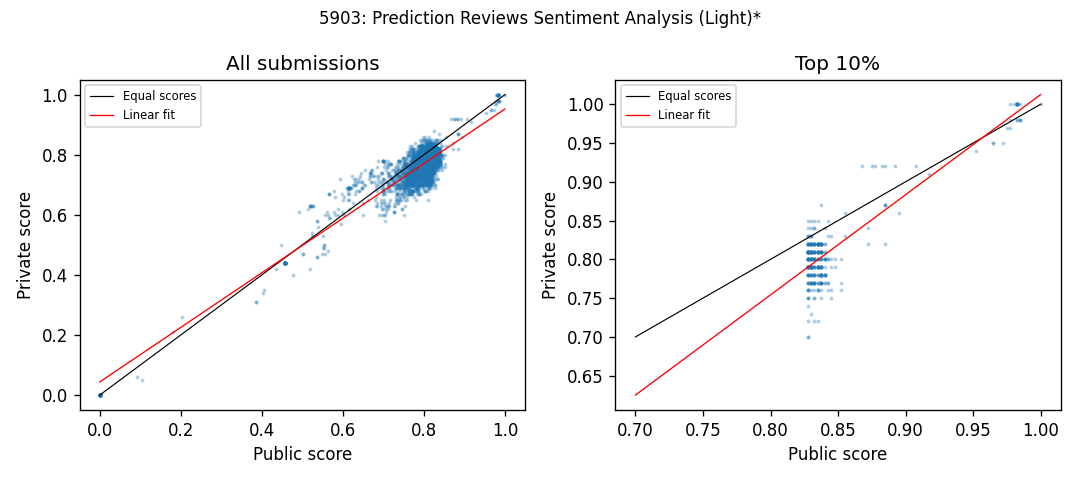 5903: Prediction Reviews Sentiment Analysis (Light)*
All submissions
Equal scores
Linear fit
1.0
0.8
0.6
0.4
0.2
0.0
Private score
0.0 0.2 0.4 0.6 0.8 1.0
Public score
Top 10%
Equal scores
Linear fit
1.00
0.95
0.90
0.85
0.80
0.75
0.70
0.65
Private score
0.70 0.75 0.80 0.85 0.90 0.95 1.00
Public score